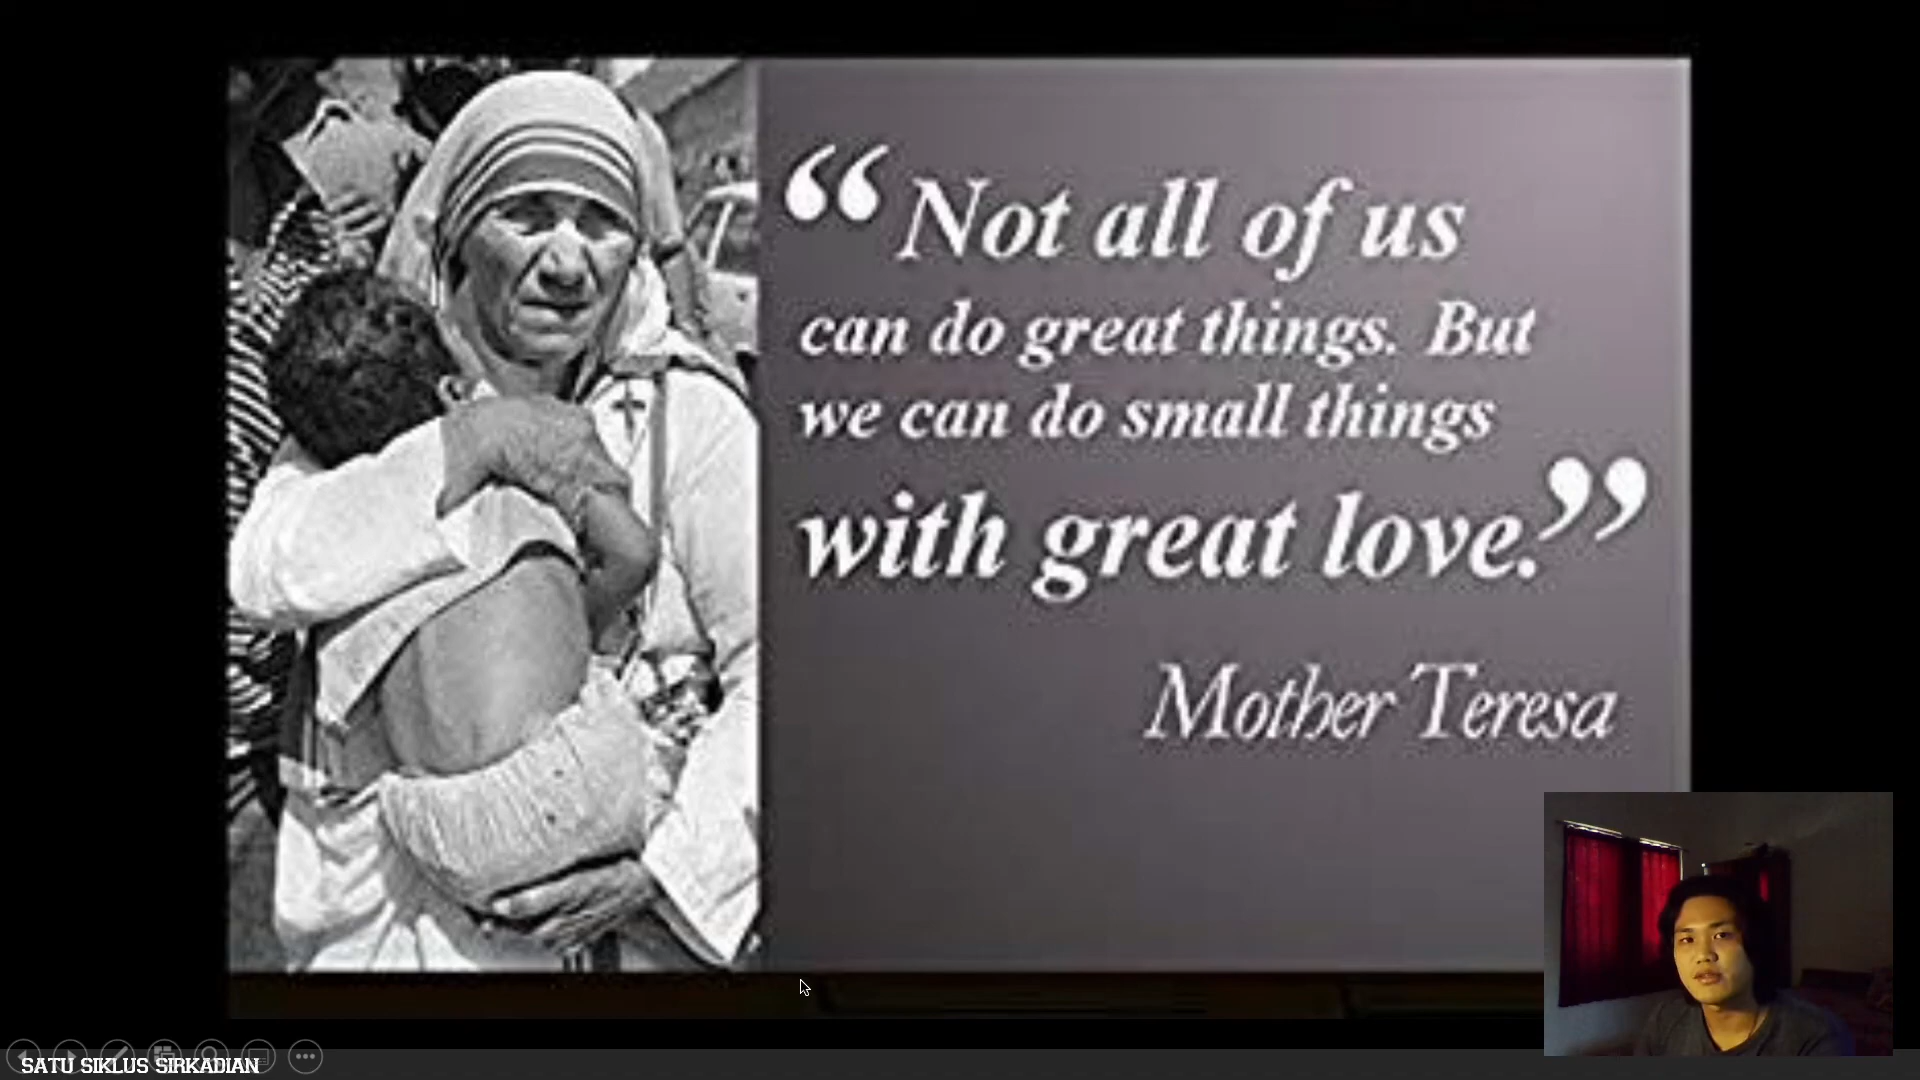 “Not all of us
can do great things. But
we can do small things
with great love.”
Mother Teresa
SATU SIKLUS SIRKADIAN